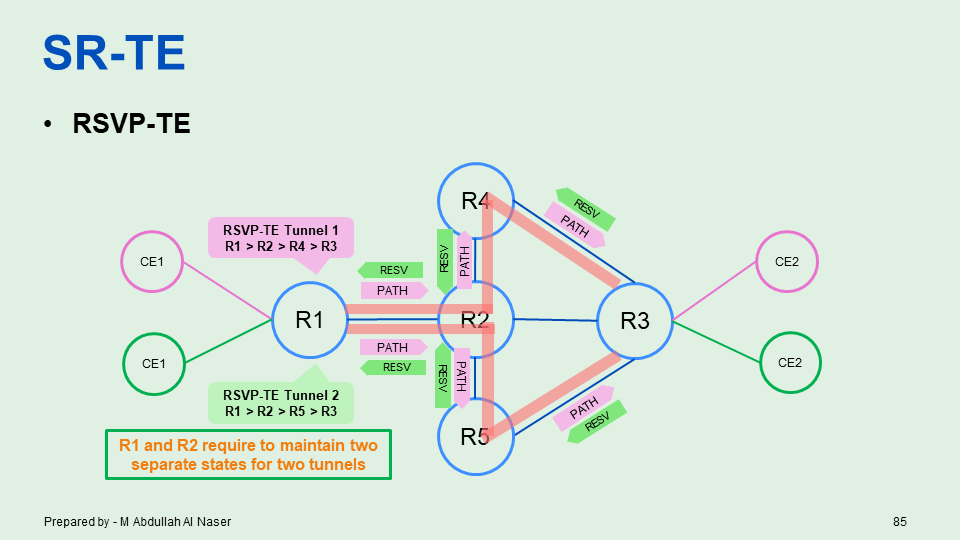 SR-TE
• RSVP-TE
R4
RESV
PATH
RSVP-TE Tunnel 1
R1 > R2 > R4 > R3
RESV
PATH
CE1
RESV
PATH
CE2
R1
R2
R3
PATH
RESV
CE1
RESV
PATH
CE2
RSVP-TE Tunnel 2
R1 > R2 > R5 > R3
PATH
RESV
R5
R1 and R2 require to maintain two
separate states for two tunnels
Prepared by - M Abdullah Al Naser
85